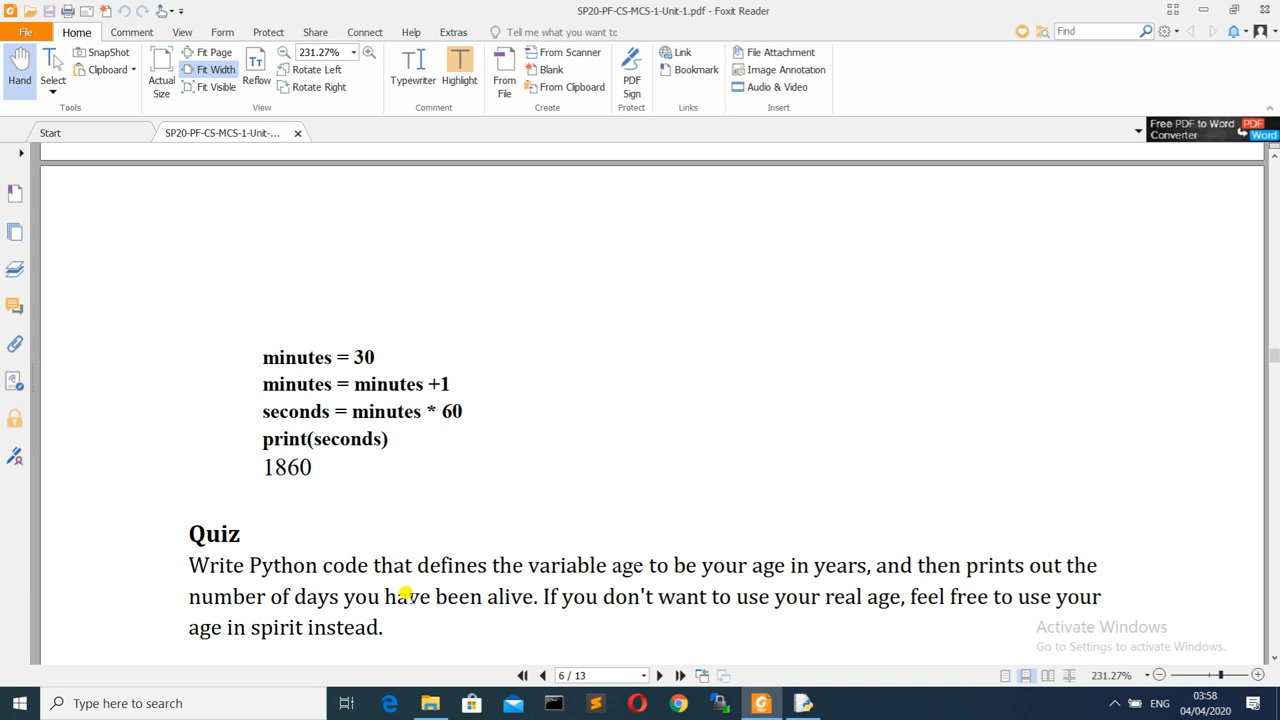 SP20-PF-CS-MCS-1-Unit-1.pdf - Foxit Reader
File Home Comment View Form Protect Share Connect Help Extras Tell me what you want to Find
Hand
Select
SnapShot
Clipboard
Tools
Actual Size
Fit Page
Fit Width
Fit Visible
Reflow
231.27%
Rotate Left
Rotate Right
View
Typewriter
Highlight
Comment
From File
From Scanner
Blank
From Clipboard
Create
PDF Sign
Protect
Link
Bookmark
Links
File Attachment
Image Annotation
Audio & Video
Insert
Start
SP20-PF-CS-MCS-1-Unit-...
Free PDF to Word
Converter
PDF
Word
minutes = 30
minutes = minutes +1
seconds = minutes * 60
print(seconds)
1860
Quiz
Write Python code that defines the variable age to be your age in years, and then prints out the
number of days you have been alive. If you don't want to use your real age, feel free to use your
age in spirit instead.
Activate Windows
Go to Settings to activate Windows.
6 / 13
231.27%
Type here to search
ENG
03:58
04/04/2020